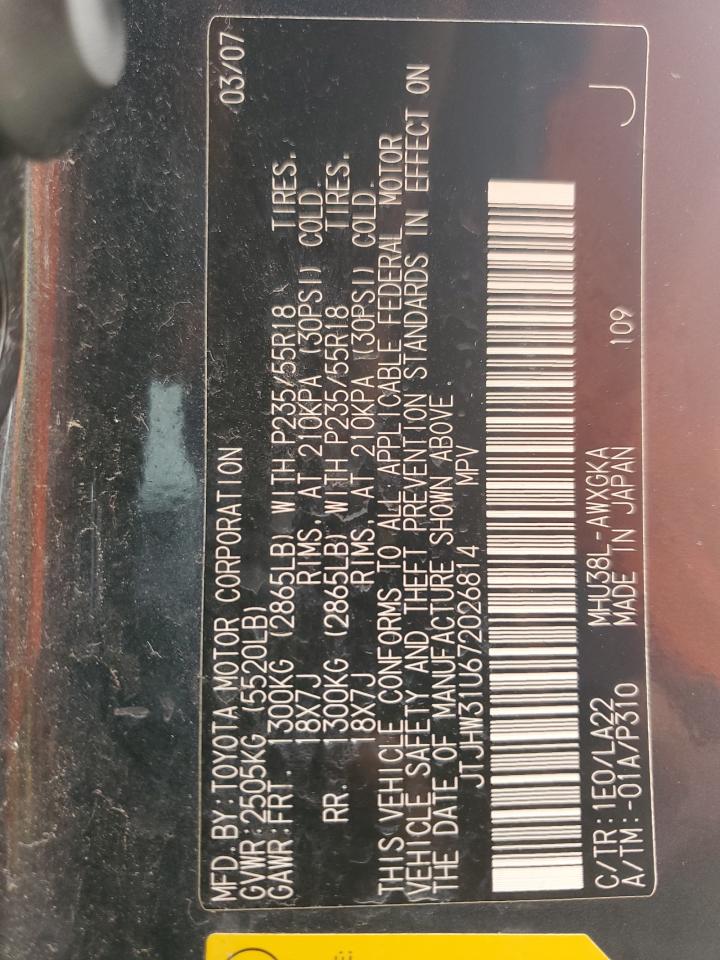 MFD. BY: TOYOTA MOTOR CORPORATION 03/07
GVWR: 2505KG (5520LB)
GAWR: FRT. 1300KG (2865LB) WITH P235/55R18 TIRES.
18X7J RIMS, AT 210KPA (30PSI) COLD.
RR. 1300KG (2865LB) WITH P235/55R18 TIRES.
18X7J RIMS, AT 210KPA (30PSI) COLD.
THIS VEHICLE CONFORMS TO ALL APPLICABLE FEDERAL MOTOR
VEHICLE SAFETY AND THEFT PREVENTION STANDARDS IN EFFECT ON
THE DATE OF MANUFACTURE SHOWN ABOVE
JTJHW31U672026814 MPV
C/TR: 1E0/LA22 MHU38L-AWXGKA 109 J
A/TM: -01A/P310 MADE IN JAPAN